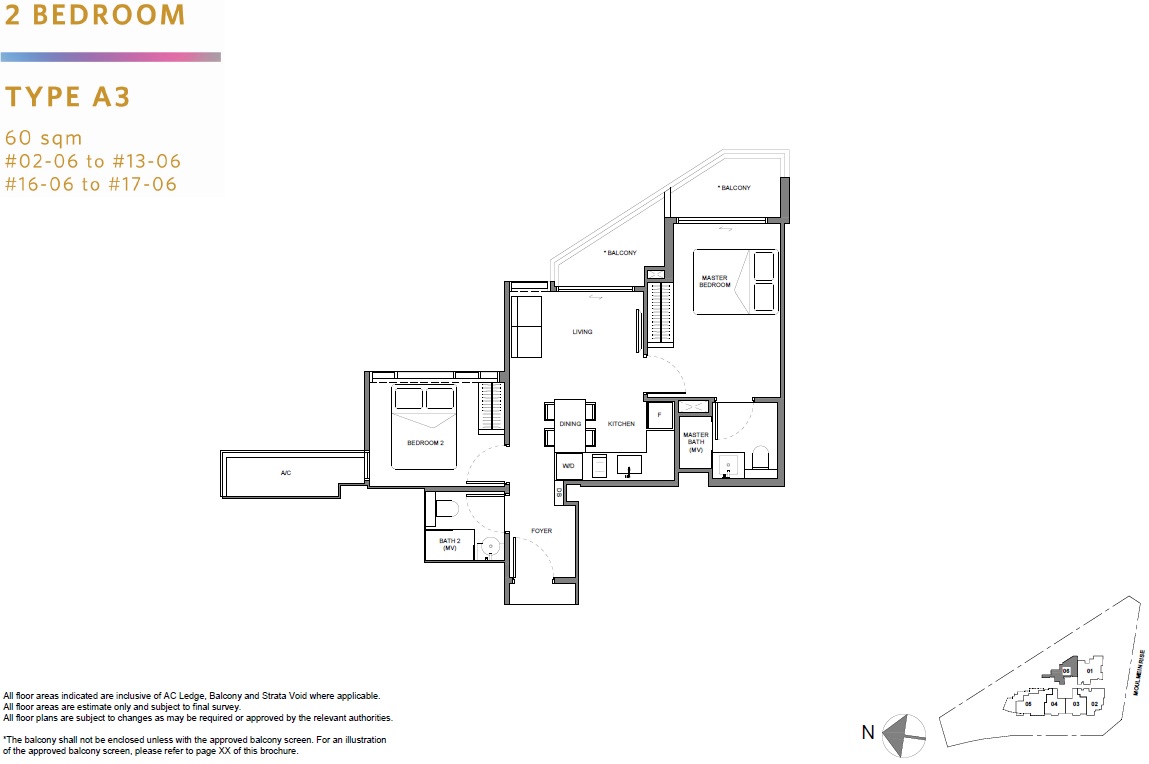 2 BEDROOM
TYPE A3
60 sqm
#02-06 to #13-06
#16-06 to #17-06
* BALCONY
* BALCONY
MASTER
BEDROOM
LIVING
DINING
KITCHEN
F
MASTER
BATH
(MV)
BEDROOM 2
W/D
A/C
DB
FOYER
BATH 2
(MV)
All floor areas indicated are inclusive of AC Ledge, Balcony and Strata Void where applicable.
All floor areas are estimate only and subject to final survey.
All floor plans are subject to changes as may be required or approved by the relevant authorities.
*The balcony shall not be enclosed unless with the approved balcony screen. For an illustration
of the approved balcony screen, please refer to page XX of this brochure.
N
06
01
05
04
03
02
MOULMEIN RISE